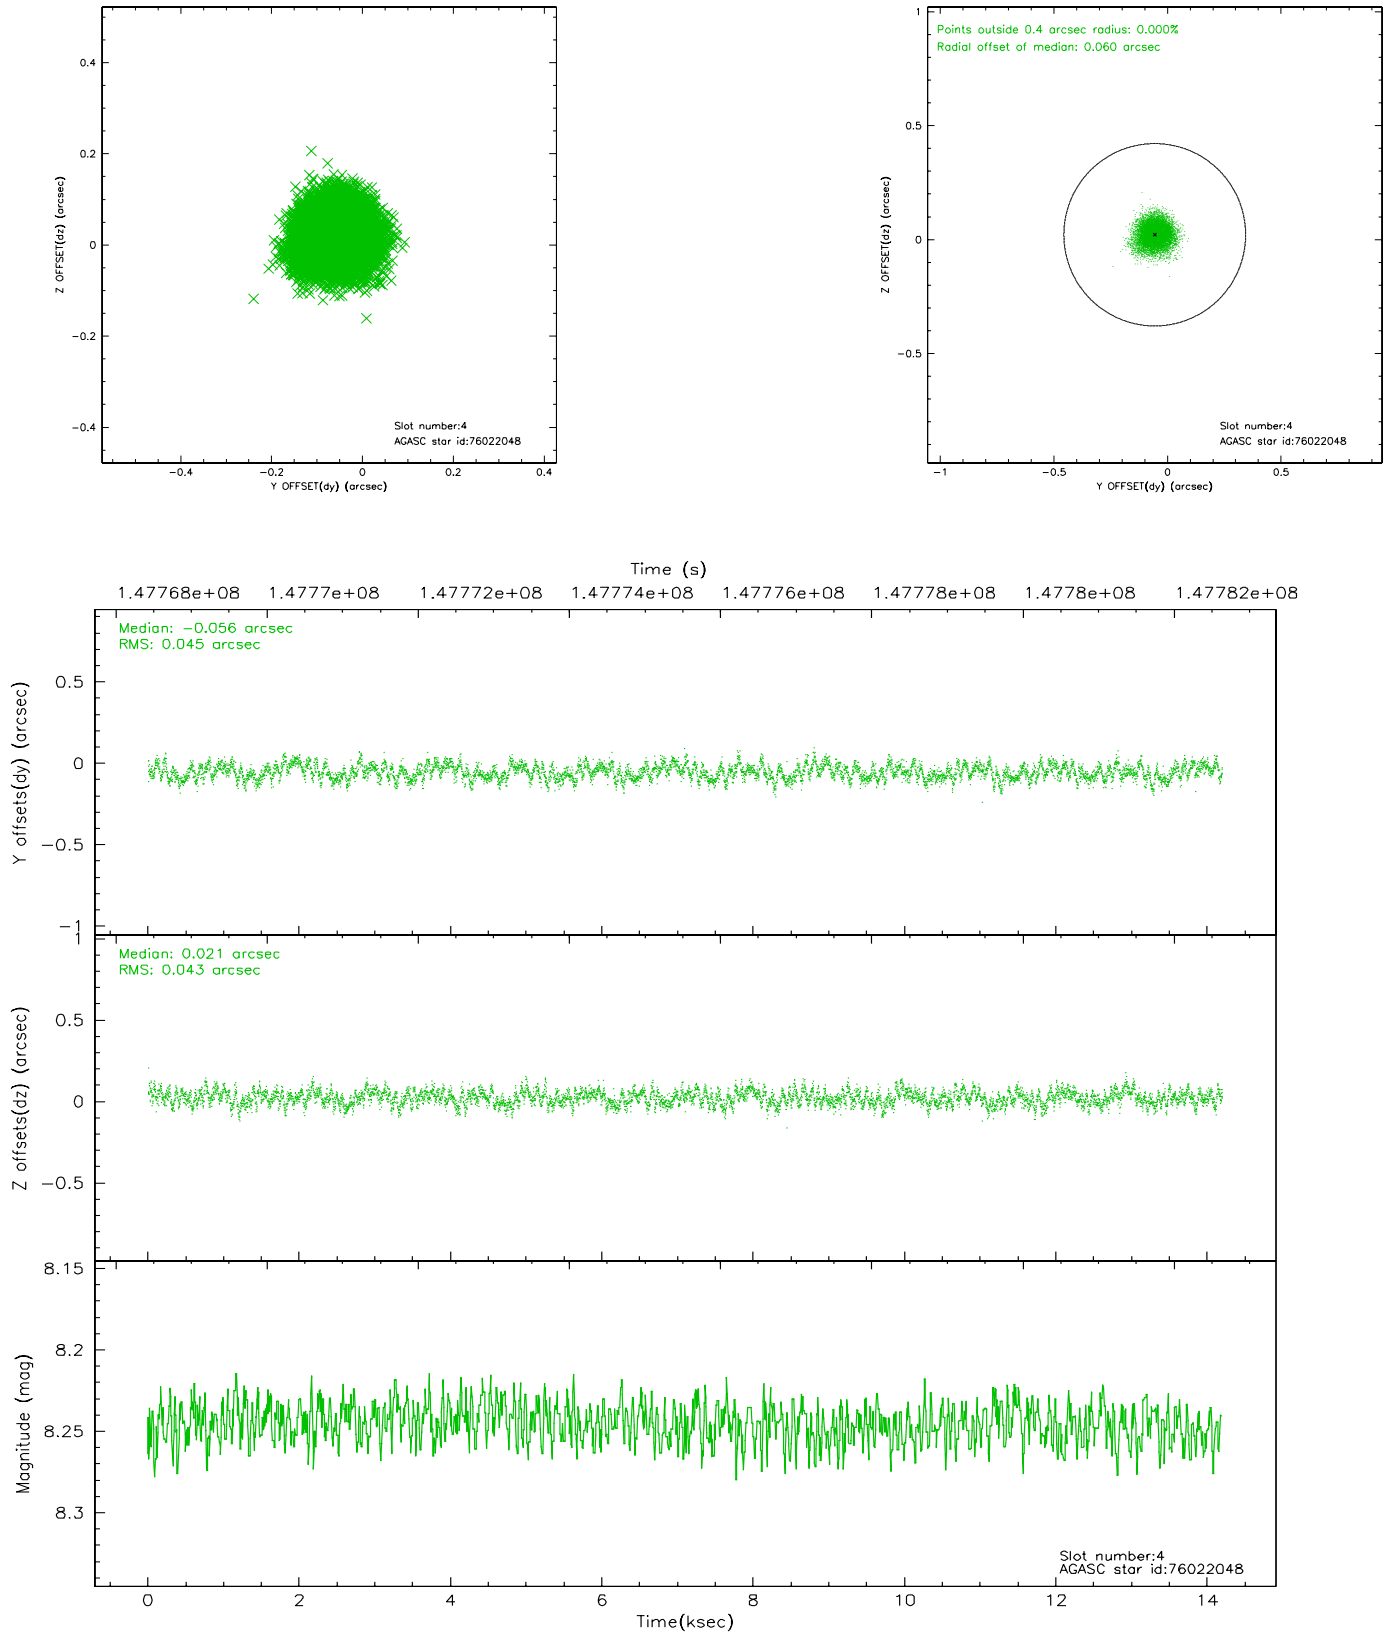 0.4
0.2
0
−0.2
−0.4
Z OFFSET(dz) (arcsec)
Slot number:4
AGASC star id:76022048
−0.4 −0.2 0 0.2 0.4
Y OFFSET(dy) (arcsec)
Points outside 0.4 arcsec radius: 0.000%
Radial offset of median: 0.060 arcsec
1
0.5
0
−0.5
Z OFFSET(dz) (arcsec)
Slot number:4
AGASC star id:76022048
−1 −0.5 0 0.5
Y OFFSET(dy) (arcsec)
Time (s)
1.47768e+08 1.4777e+08 1.47772e+08 1.47774e+08 1.47776e+08 1.47778e+08 1.4778e+08 1.47782e+08
Median: −0.056 arcsec
RMS: 0.045 arcsec
0.5
0
−0.5
−1
Y offsets(dy) (arcsec)
Median: 0.021 arcsec
RMS: 0.043 arcsec
1
0.5
0
−0.5
Z offsets(dz) (arcsec)
8.15
8.2
8.25
8.3
Magnitude (mag)
Slot number:4
AGASC star id:76022048
0 2 4 6 8 10 12 14
Time(ksec)